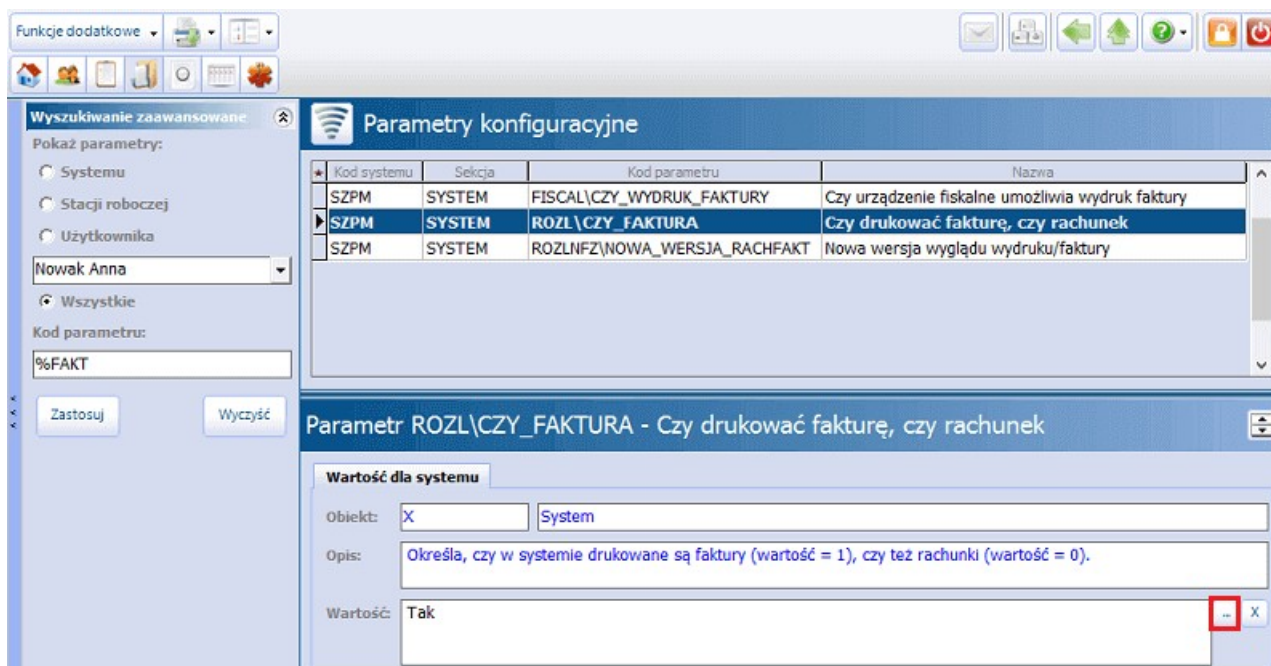 Funkcje dodatkowe
Wyszukiwanie zaawansowane
Pokaż parametry:
Systemu
Stacji roboczej
Użytkownika
Nowak Anna
Wszystkie
Kod parametru:
%FAKT
Zastosuj Wyczyść
Parametry konfiguracyjne
Kod systemu Sekcja Kod parametru Nazwa
SZPM SYSTEM FISCAL\CZY_WYDRUK_FAKTURY Czy urządzenie fiskalne umożliwia wydruk faktury
SZPM SYSTEM ROZL\CZY_FAKTURA Czy drukować fakturę, czy rachunek
SZPM SYSTEM ROZLNFZ\NOWA_WERSJA_RACHFAKT Nowa wersja wyglądu wydruku/faktury
Parametr ROZL\CZY_FAKTURA - Czy drukować fakturę, czy rachunek
Wartość dla systemu
Obiekt: X System
Opis: Określa, czy w systemie drukowane są faktury (wartość = 1), czy też rachunki (wartość = 0).
Wartość: Tak ... X